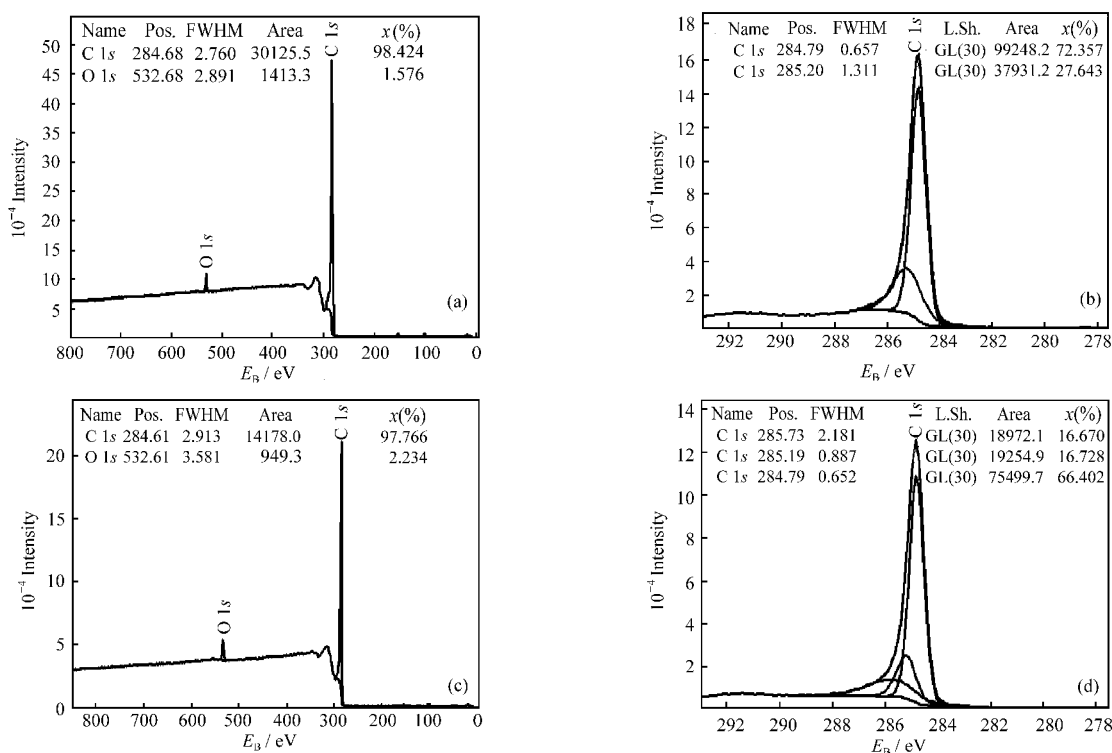 Name Pos. FWHM Area x(%)
C 1s 284.68 2.760 30125.5 98.424
O 1s 532.68 2.891 1413.3 1.576
C 1s
O 1s
50
45
40
35
30
25
20
15
10
5
10⁻⁴ Intensity
(a)
800 700 600 500 400 300 200 100 0
E_B / eV
Name Pos. FWHM L.Sh. Area x(%)
C 1s 284.79 0.657 GL(30) 99248.2 72.357
C 1s 285.20 1.311 GL(30) 37931.2 27.643
C 1s
18
16
14
12
10
8
6
4
2
10⁻⁴ Intensity
(b)
292 290 288 286 284 282 280 278
E_B / eV
Name Pos. FWHM Area x(%)
C 1s 284.61 2.913 14178.0 97.766
O 1s 532.61 3.581 949.3 2.234
C 1s
O 1s
20
15
10
5
0
10⁻⁴ Intensity
(c)
800 700 600 500 400 300 200 100 0
E_B / eV
Name Pos. FWHM L.Sh. Area x(%)
C 1s 285.73 2.181 GL(30) 18972.1 16.670
C 1s 285.19 0.887 GL(30) 19254.9 16.728
C 1s 284.79 0.652 GL(30) 75499.7 66.402
C 1s
14
12
10
8
6
4
2
10⁻⁴ Intensity
(d)
292 290 288 286 284 282 280 278
E_B / eV